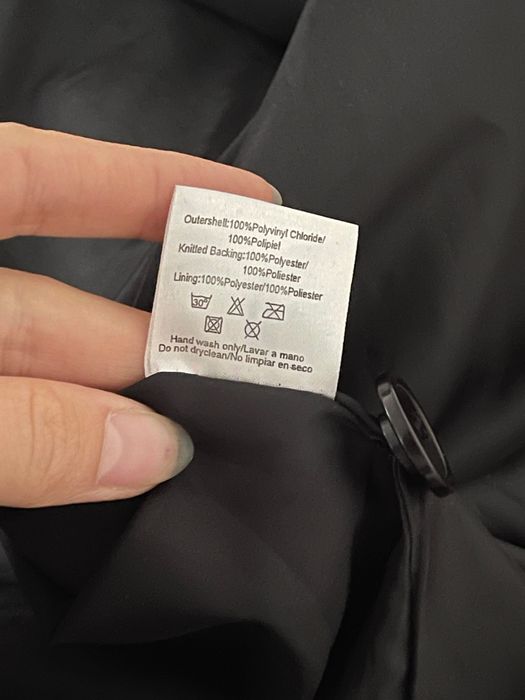 Outershell:100%Polyvinyl Chloride/
100%Polipiel
Knitted Backing:100%Polyester/
100%Poliester
Lining:100%Polyester/100%Poliester
30°
Hand wash only/Lavar a mano
Do not dryclean/No limpiar en seco